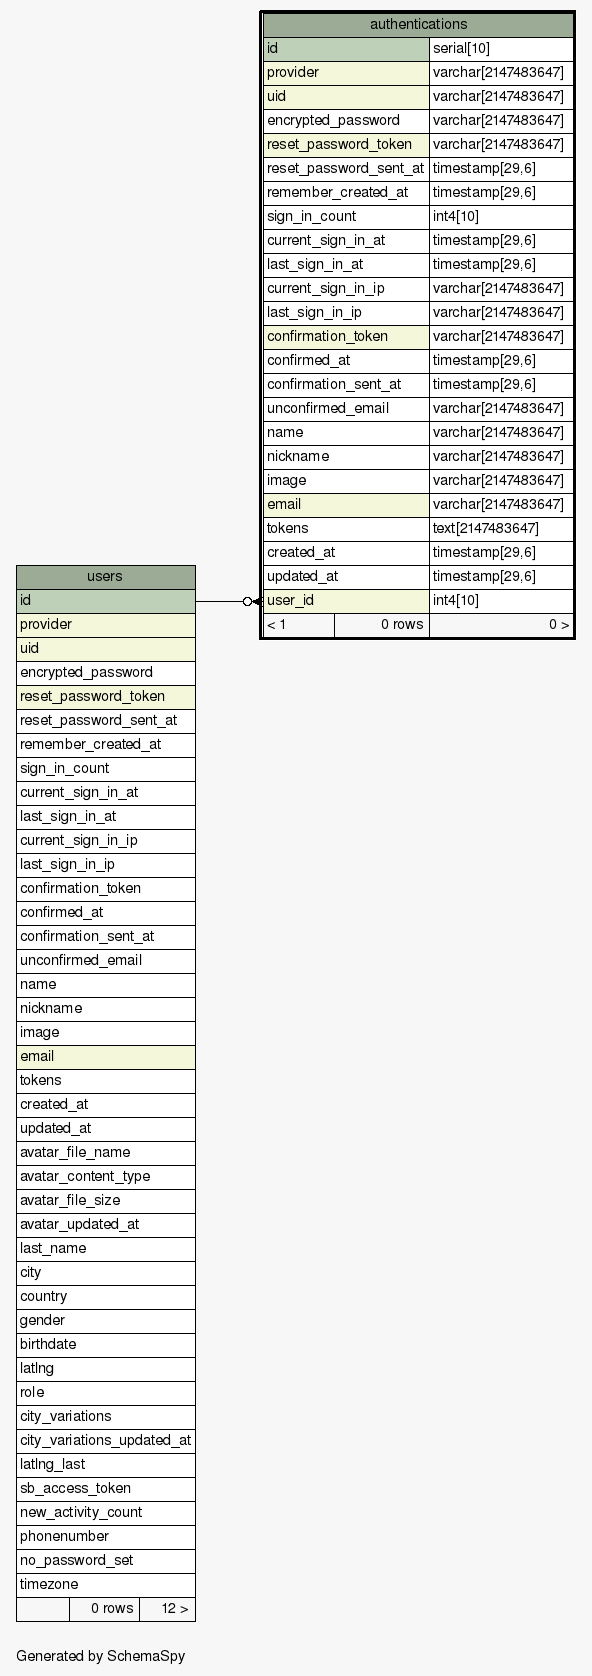 authentications
id serial[10]
provider varchar[2147483647]
uid varchar[2147483647]
encrypted_password varchar[2147483647]
reset_password_token varchar[2147483647]
reset_password_sent_at timestamp[29,6]
remember_created_at timestamp[29,6]
sign_in_count int4[10]
current_sign_in_at timestamp[29,6]
last_sign_in_at timestamp[29,6]
current_sign_in_ip varchar[2147483647]
last_sign_in_ip varchar[2147483647]
confirmation_token varchar[2147483647]
confirmed_at timestamp[29,6]
confirmation_sent_at timestamp[29,6]
unconfirmed_email varchar[2147483647]
name varchar[2147483647]
nickname varchar[2147483647]
image varchar[2147483647]
email varchar[2147483647]
tokens text[2147483647]
created_at timestamp[29,6]
updated_at timestamp[29,6]
user_id int4[10]
< 1 0 rows 0 >
users
id
provider
uid
encrypted_password
reset_password_token
reset_password_sent_at
remember_created_at
sign_in_count
current_sign_in_at
last_sign_in_at
current_sign_in_ip
last_sign_in_ip
confirmation_token
confirmed_at
confirmation_sent_at
unconfirmed_email
name
nickname
image
email
tokens
created_at
updated_at
avatar_file_name
avatar_content_type
avatar_file_size
avatar_updated_at
last_name
city
country
gender
birthdate
latlng
role
city_variations
city_variations_updated_at
latlng_last
sb_access_token
new_activity_count
phonenumber
no_password_set
timezone
0 rows 12 >
Generated by SchemaSpy